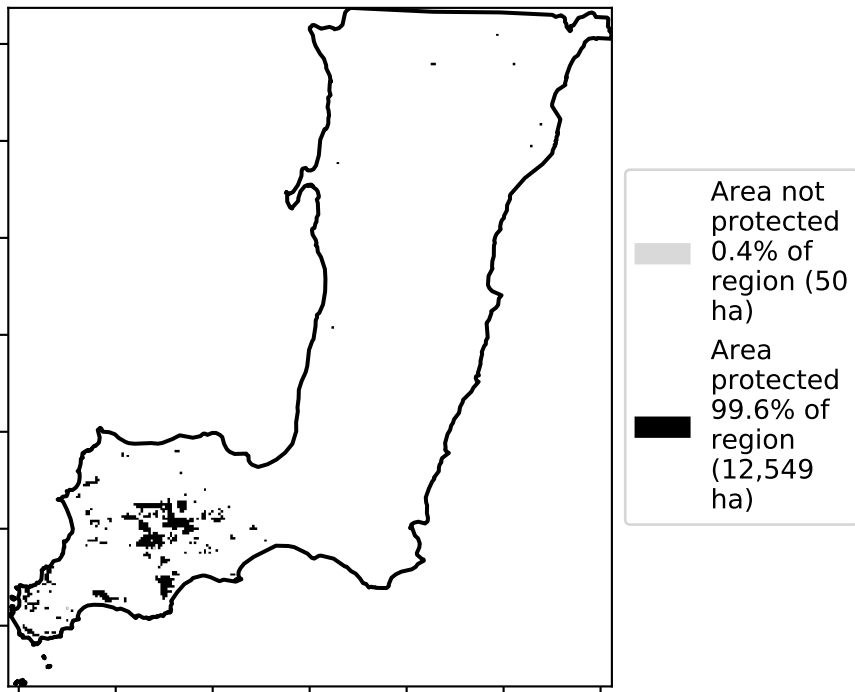 Area not
protected
0.4% of
region (50
ha)
Area
protected
99.6% of
region
(12,549
ha)